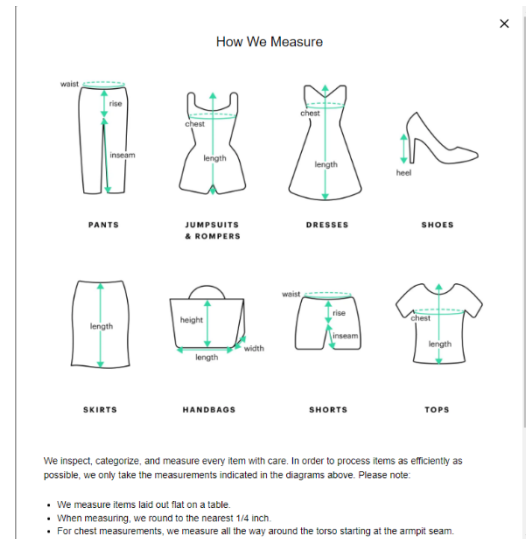 How We Measure
waist
rise
inseam
chest
length
chest
length
heel
PANTS
JUMPSUITS
& ROMPERS
DRESSES
SHOES
length
height
length
width
waist
rise
inseam
chest
length
SKIRTS
HANDBAGS
SHORTS
TOPS
We inspect, categorize, and measure every item with care. In order to process items as efficiently as
possible, we only take the measurements indicated in the diagrams above. Please note:
• We measure items laid out flat on a table.
• When measuring, we round to the nearest 1/4 inch.
• For chest measurements, we measure all the way around the torso starting at the armpit seam.